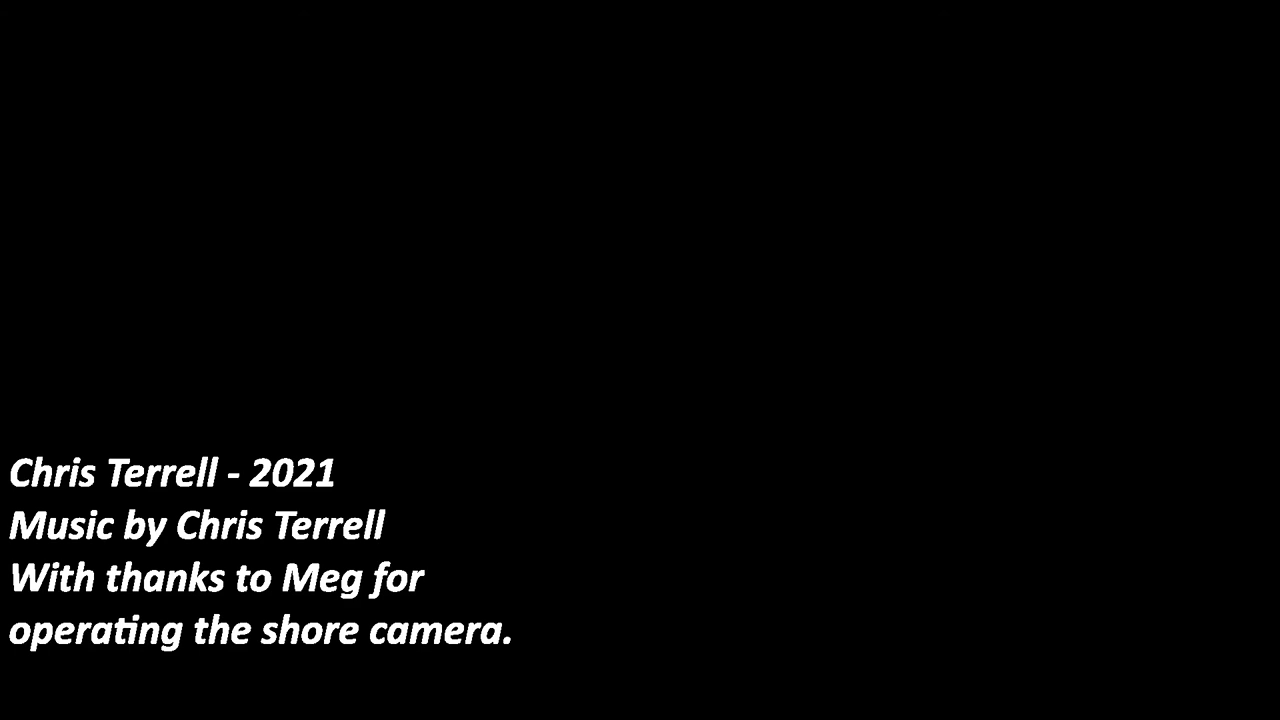 Chris Terrell - 2021
Music by Chris Terrell
With thanks to Meg for
operating the shore camera.